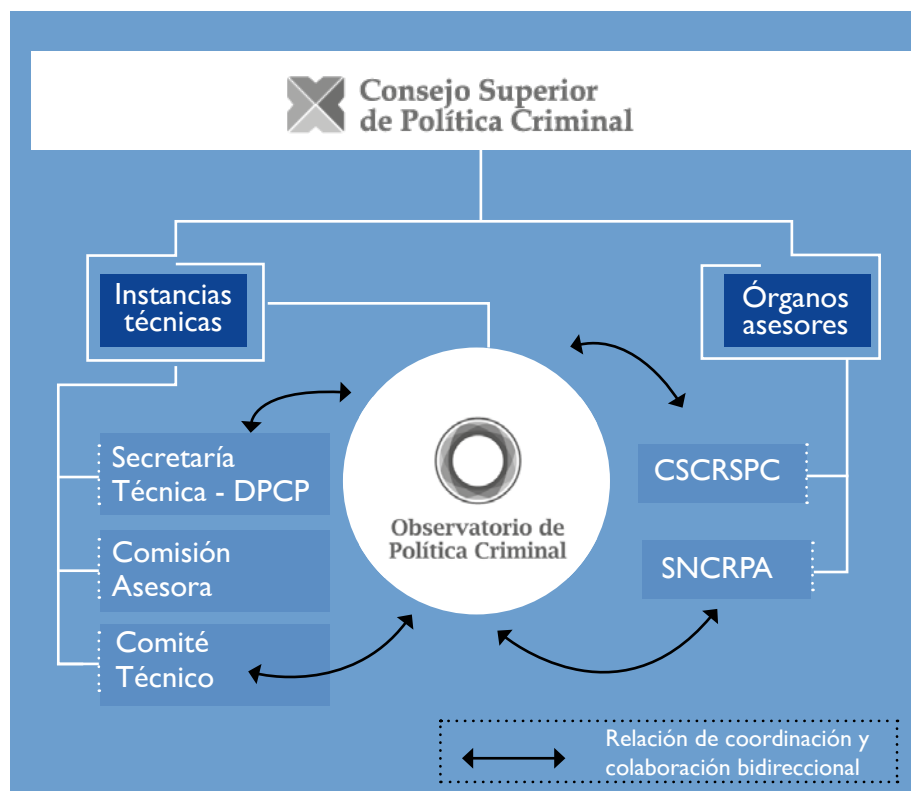 Consejo Superior
de Política Criminal
Instancias
técnicas
Órganos
asesores
Secretaría
Técnica - DPCP
Comisión
Asesora
Comité
Técnico
Observatorio de
Política Criminal
CSCRSPC
SNCRPA
Relación de coordinación y
colaboración bidireccional